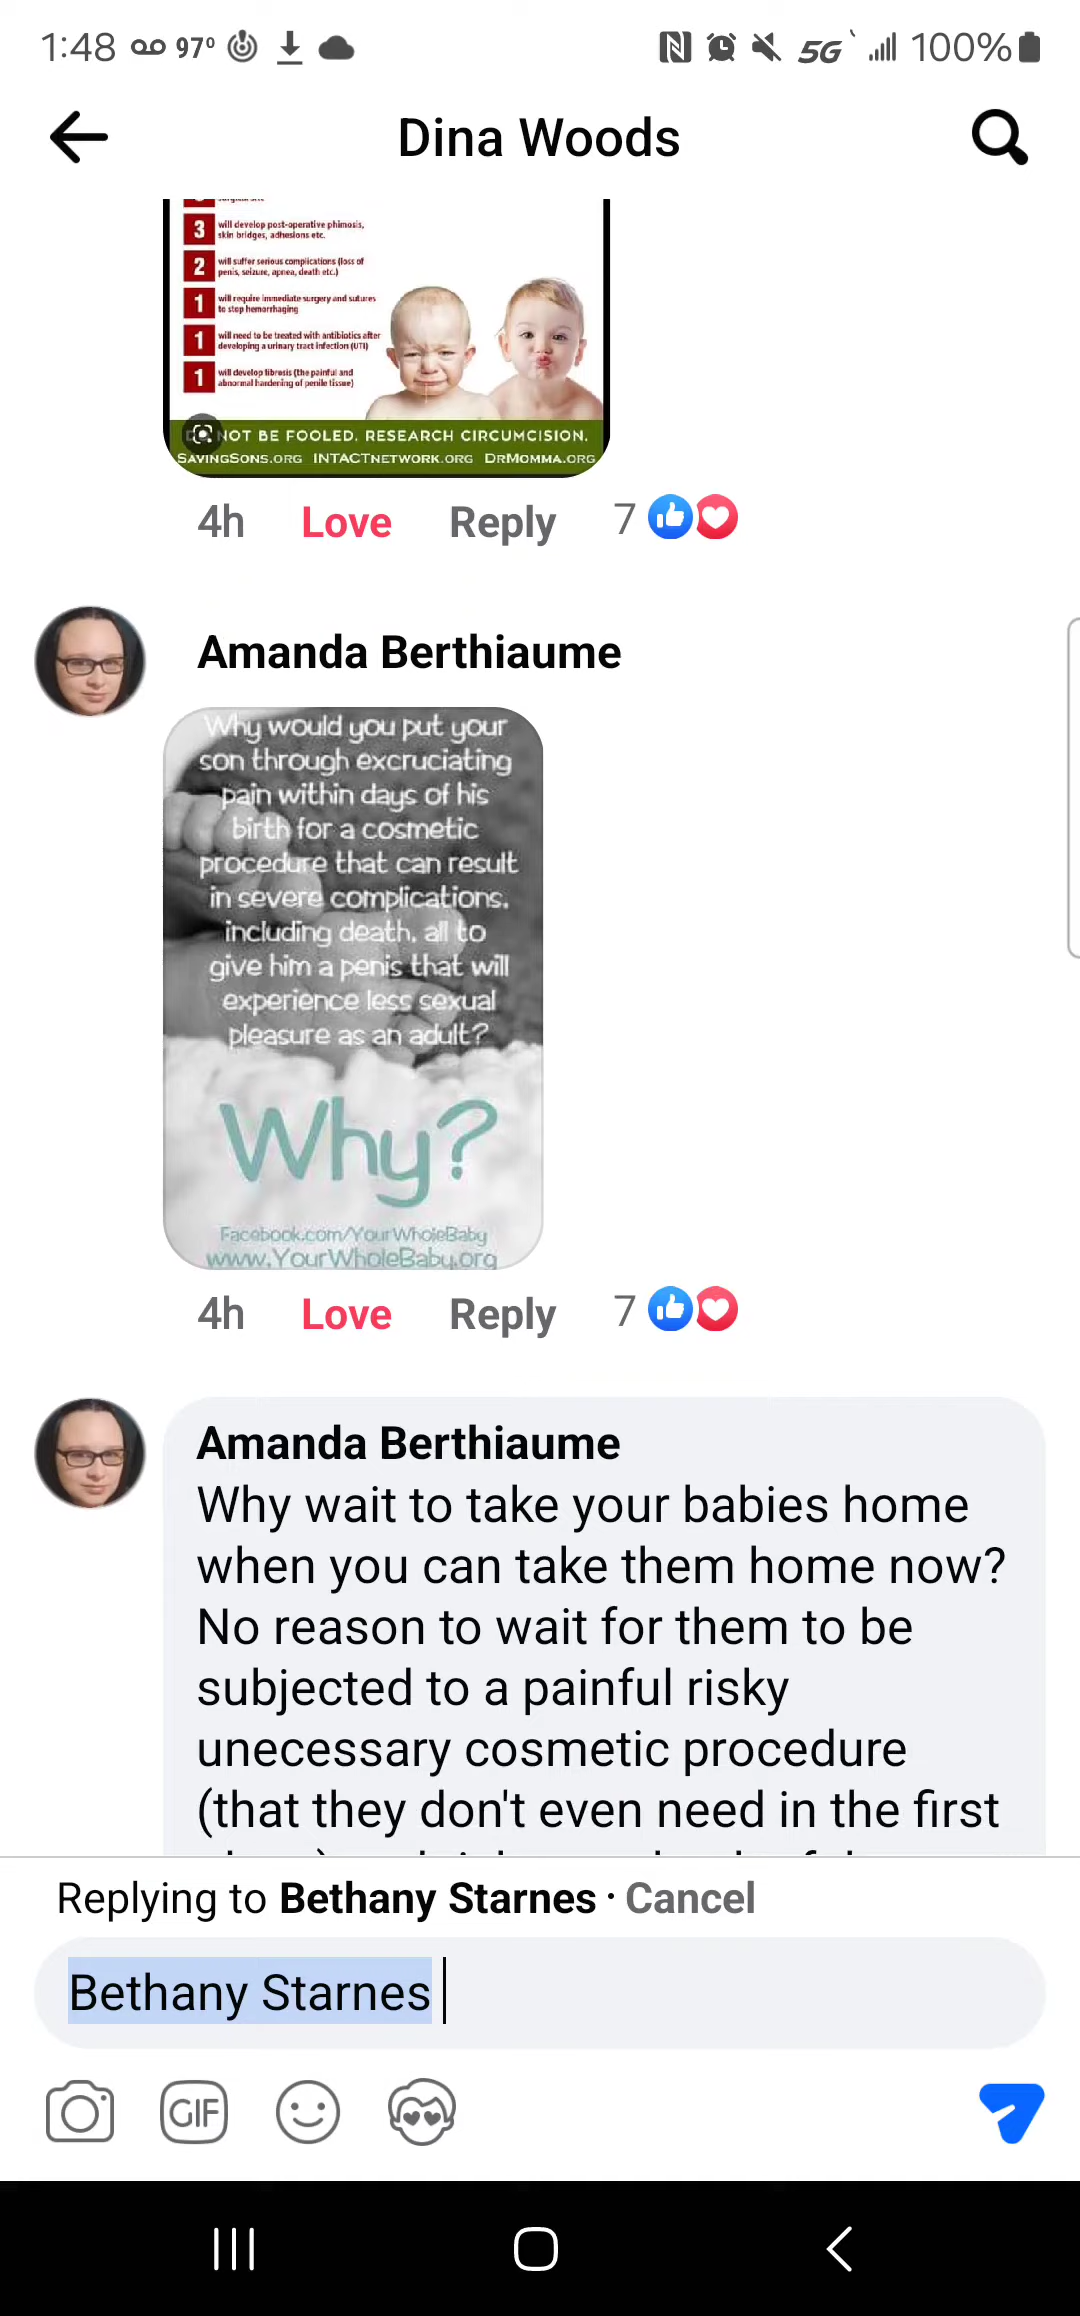 1:48 97° 5G 100%
Dina Woods
3 will develop post-operative phimosis,
skin bridges, adhesions etc.
2 will suffer serious complications (loss of
penis, seizure, apnea, death etc.)
1 will require immediate surgery and sutures
to stop hemorrhaging
1 will need to be treated with antibiotics after
developing a urinary tract infection (UTI)
1 will develop fibrosis (the painful and
abnormal hardening of penile tissue)
NOT BE FOOLED. RESEARCH CIRCUMCISION.
SAVINGSONS.ORG INTACTNETWORK.ORG DRMOMMA.ORG
4h Love Reply 7
Amanda Berthiaume
Why would you put your
son through excruciating
pain within days of his
birth for a cosmetic
procedure that can result
in severe complications,
including death, all to
give him a penis that will
experience less sexual
pleasure as an adult?
Why?
Facebook.com/YourWholeBaby
www.YourWholeBaby.org
4h Love Reply 7
Amanda Berthiaume
Why wait to take your babies home
when you can take them home now?
No reason to wait for them to be
subjected to a painful risky
unecessary cosmetic procedure
(that they don't even need in the first
Replying to Bethany Starnes · Cancel
Bethany Starnes
GIF